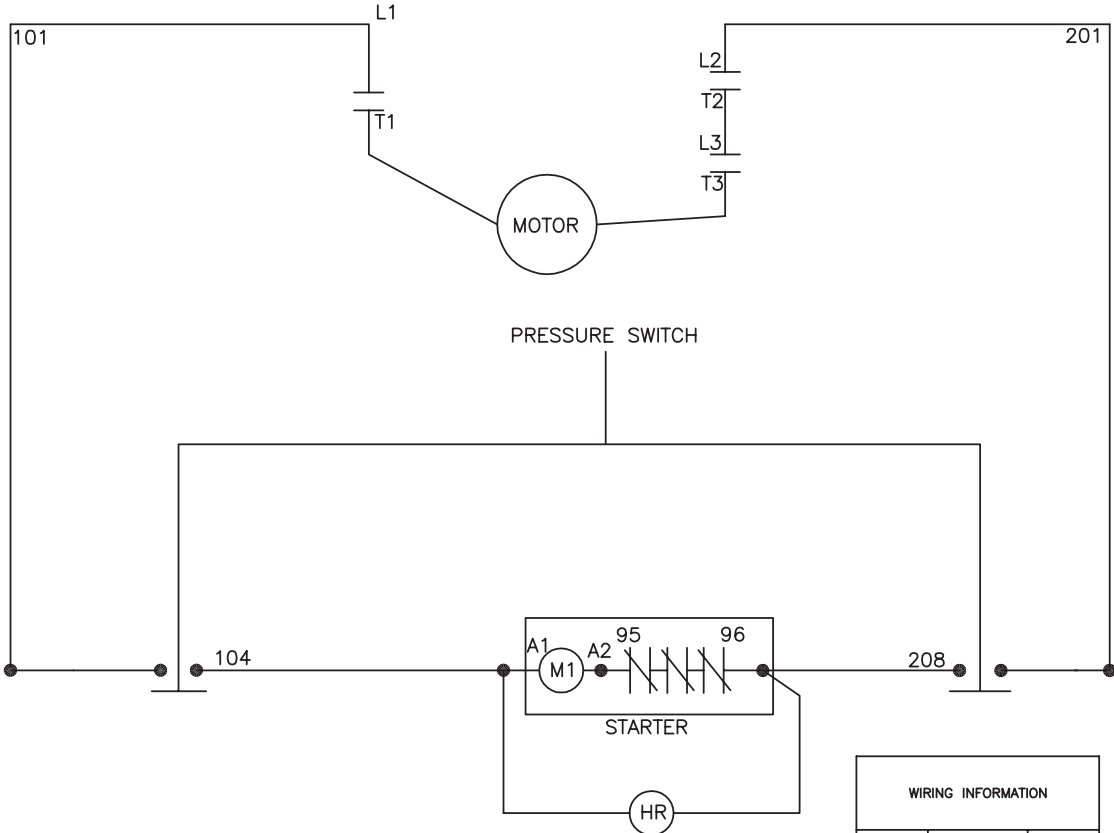 L1
101
201
L2
T2
T1
L3
T3
MOTOR
PRESSURE SWITCH
104
A1
M1
A2
95
96
208
STARTER
HR
WIRING INFORMATION